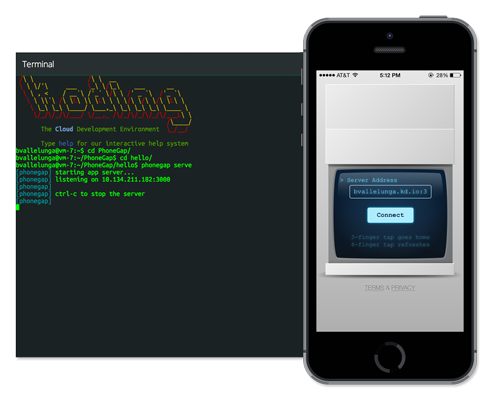 Terminal
Koding
The Cloud Development Environment
Type help for our interactive help system
bvallelunga@vm-7:~$ cd PhoneGap/
bvallelunga@vm-7:~/PhoneGap$ cd hello/
bvallelunga@vm-7:~/PhoneGap/hello$ phonegap serve
[phonegap] starting app server...
[phonegap] listening on 10.134.211.182:3000
[phonegap]
[phonegap] ctrl-c to stop the server
[phonegap]
AT&T 5:12 PM 28%
> Server Address
bvallelunga.kd.io:3
Connect
3-finger tap goes home
4-finger tap refreshes
TERMS & PRIVACY